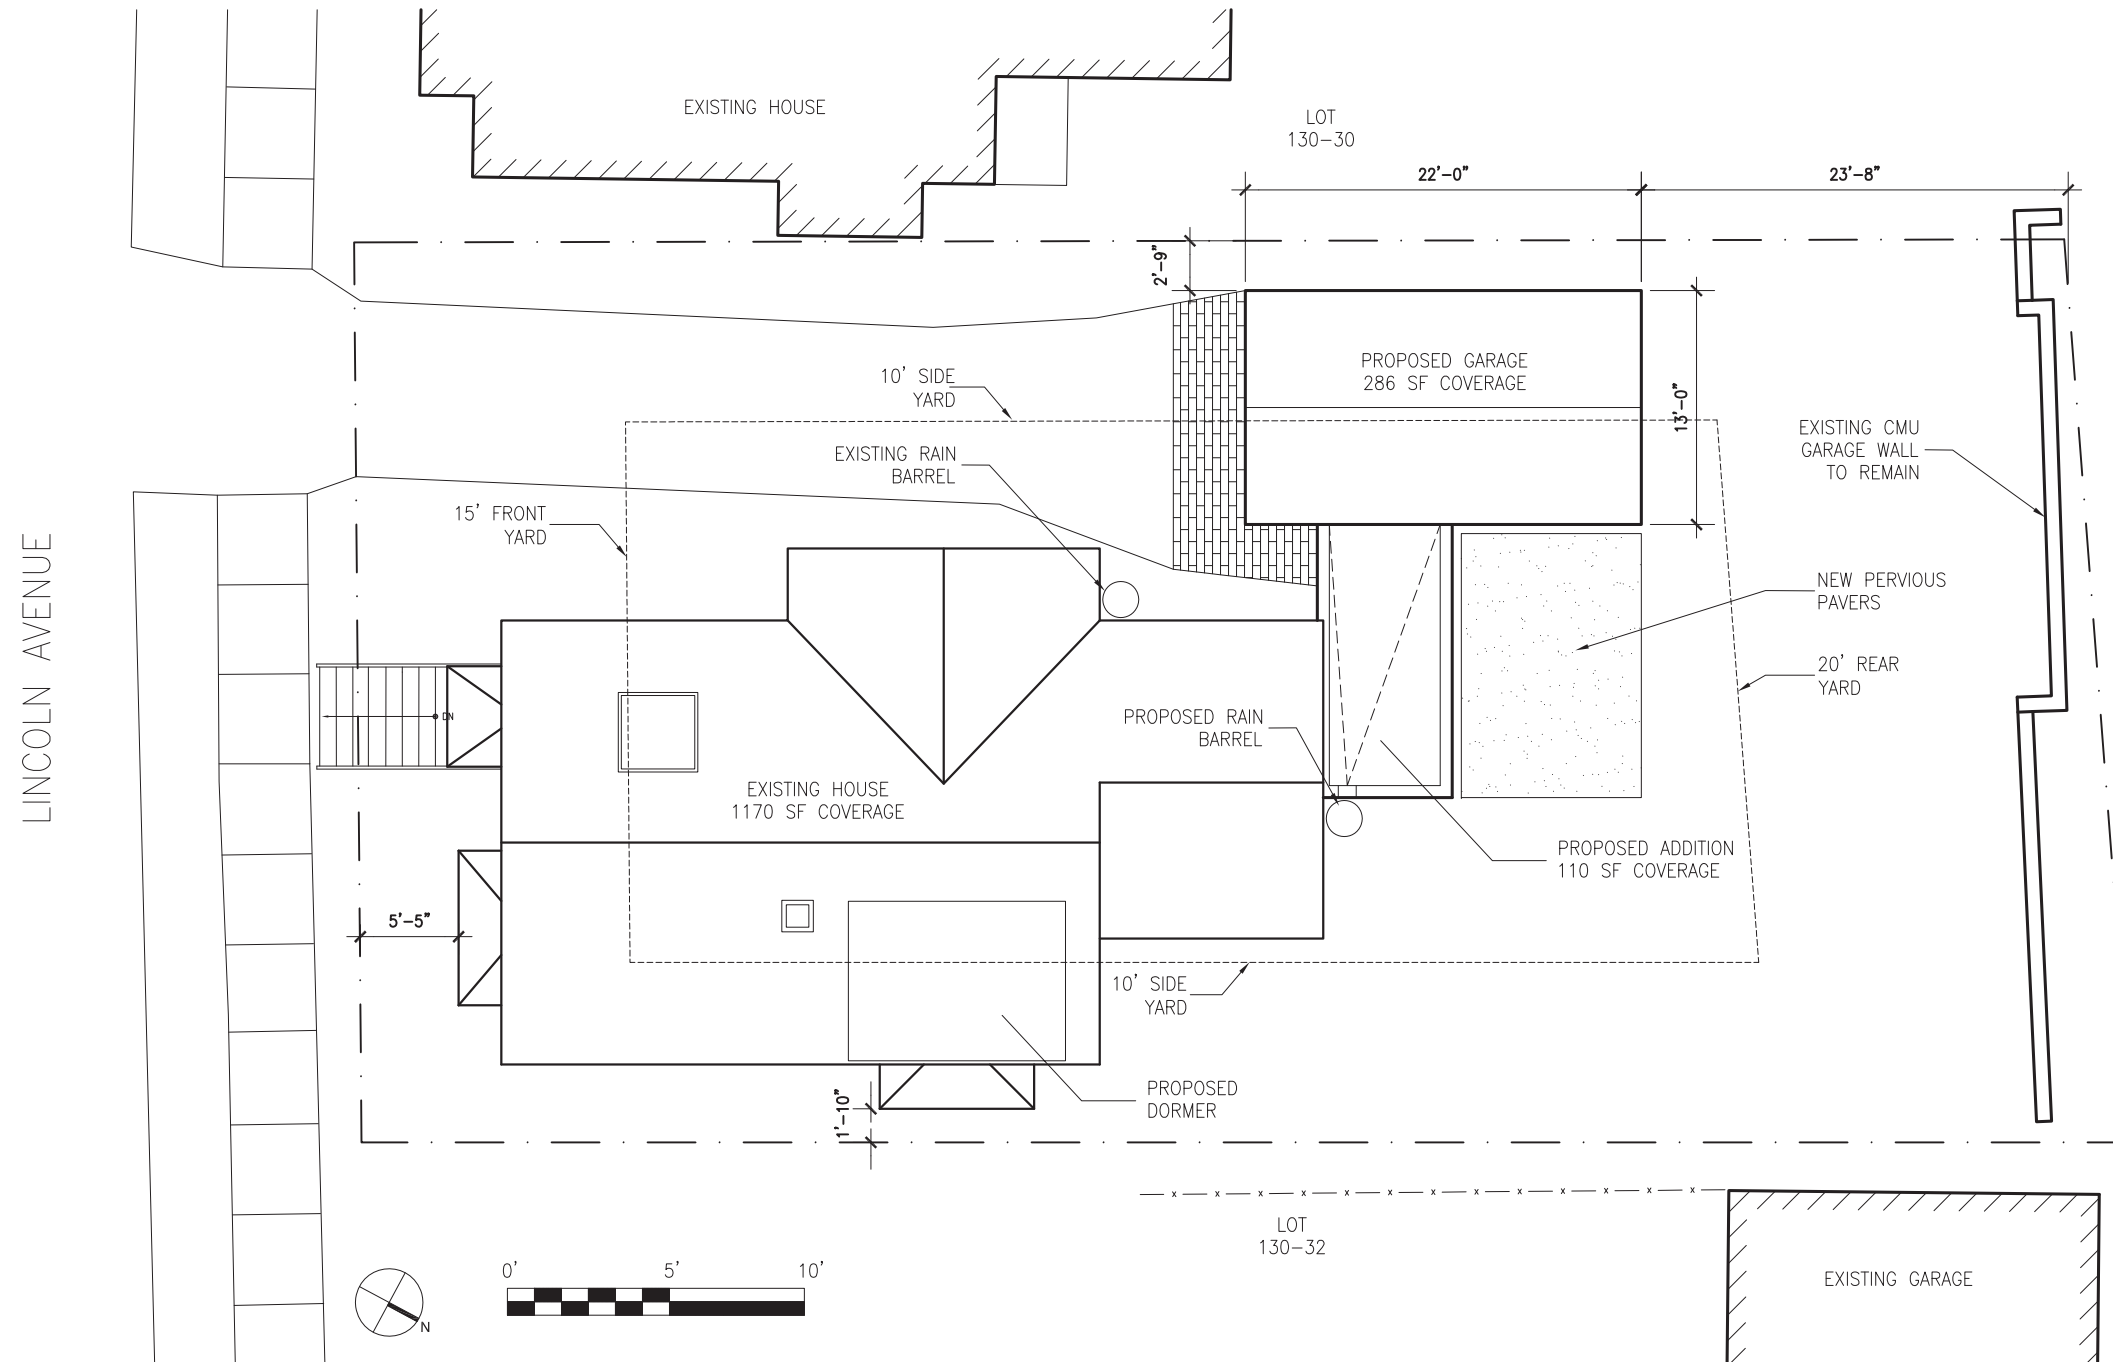 EXISTING HOUSE
LOT
130-30
22'-0"
23'-8"
2'-9"
PROPOSED GARAGE
286 SF COVERAGE
13'-0"
10' SIDE
YARD
EXISTING RAIN
BARREL
EXISTING CMU
GARAGE WALL
TO REMAIN
15' FRONT
YARD
LINCOLN AVENUE
NEW PERVIOUS
PAVERS
20' REAR
YARD
DN
PROPOSED RAIN
BARREL
EXISTING HOUSE
1170 SF COVERAGE
PROPOSED ADDITION
110 SF COVERAGE
5'-5"
10' SIDE
YARD
PROPOSED
DORMER
1'-10"
LOT
130-32
0' 5' 10'
EXISTING GARAGE
N